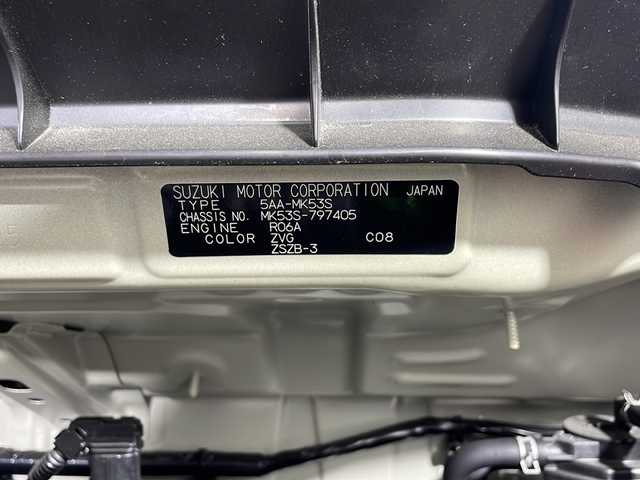 SUZUKI MOTOR CORPORATION JAPAN
TYPE 5AA-MK53S
CHASSIS NO. MK53S-797405
ENGINE R06A
COLOR ZVG C08
ZSZB-3